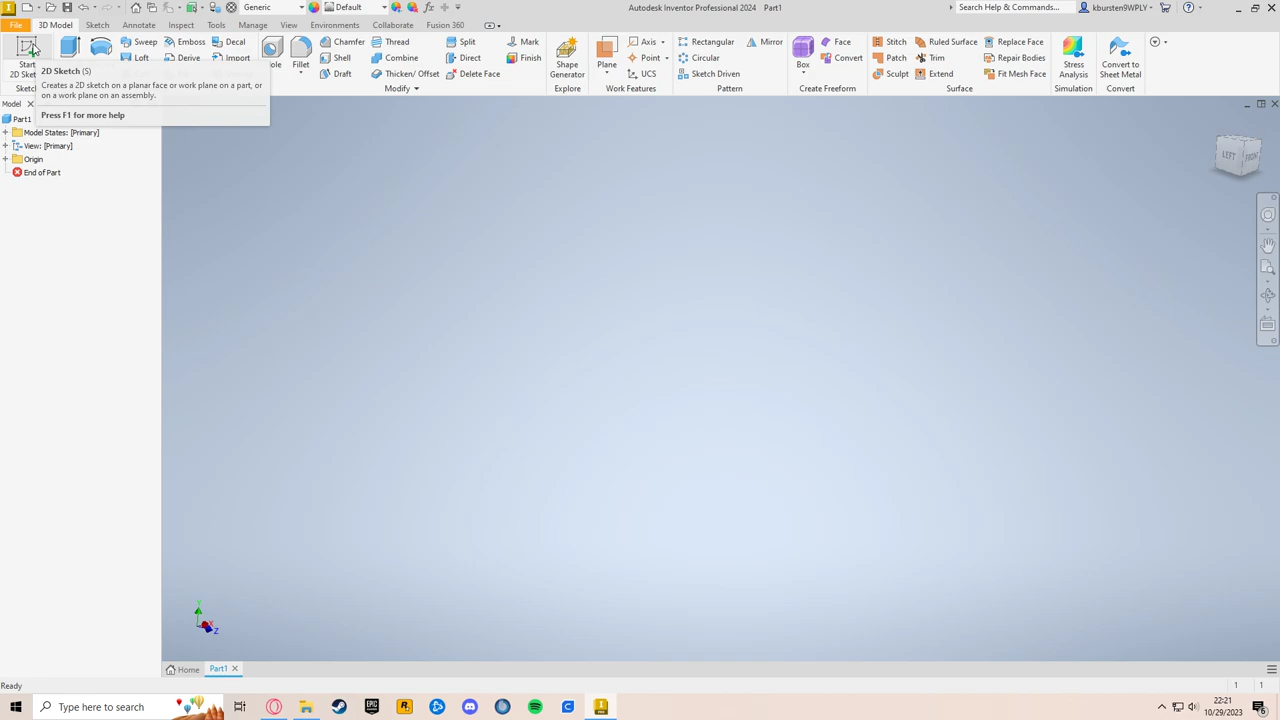 Generic
Default
Autodesk Inventor Professional 2024 Part1
Search Help & Commands...
kbursten9WPLY
File
3D Model
Sketch
Annotate
Inspect
Tools
Manage
View
Environments
Collaborate
Fusion 360
Sweep
Emboss
Decal
Chamfer
Thread
Split
Mark
Axis
Rectangular
Mirror
Face
Stitch
Ruled Surface
Replace Face
Loft
Derive
Import
Shell
Combine
Direct
Finish
Point
Circular
Convert
Patch
Trim
Repair Bodies
Start
2D Sket
ole
Fillet
Draft
Thicken/ Offset
Delete Face
Shape
Generator
Plane
UCS
Sketch Driven
Box
Sculpt
Extend
Fit Mesh Face
Stress
Analysis
Convert to
Sheet Metal
Sketc
Modify
Explore
Work Features
Pattern
Create Freeform
Surface
Simulation
Convert
2D Sketch (S)
Creates a 2D sketch on a planar face or work plane on a part, or
on a work plane on an assembly.
Press F1 for more help
Model
Part1
Model States: [Primary]
View: [Primary]
Origin
End of Part
LEFT
FRONT
Y
X
Z
Home
Part1
Ready
1
1
Type here to search
22:21
10/29/2023